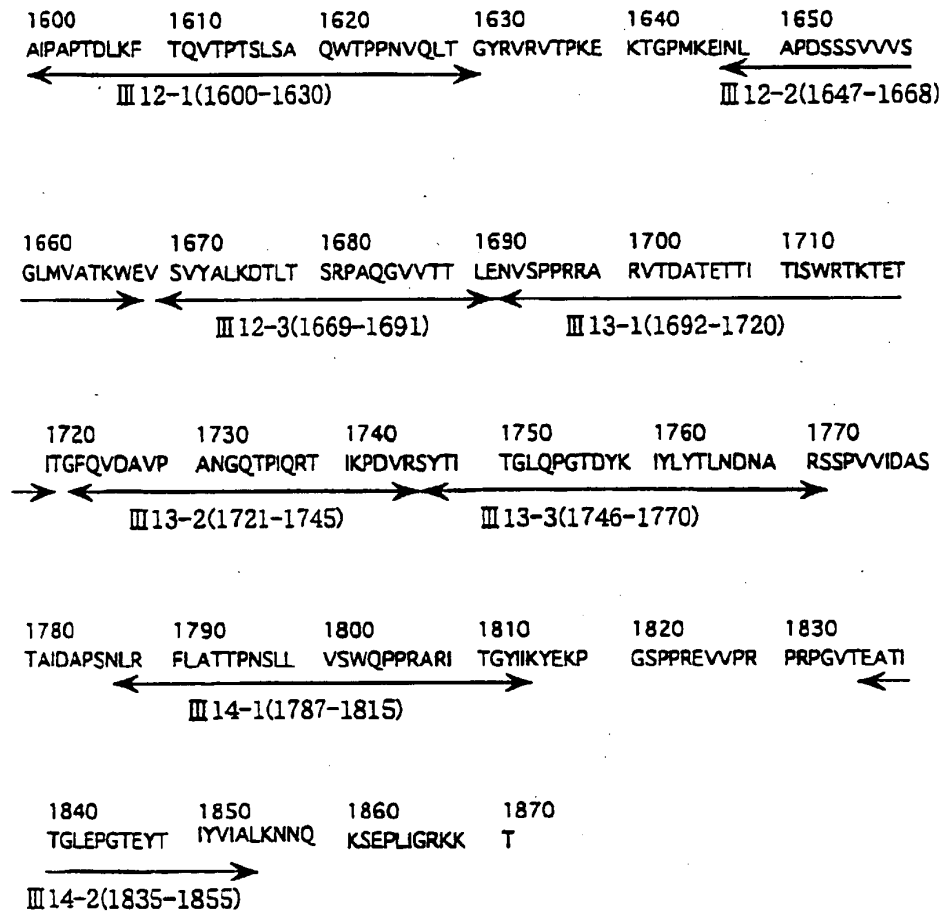 1600 1610 1620 1630 1640 1650
AIPAPTDLKF TQVTPTSLSA QWTPPNVQLT GYRVRVTPKE KTGPMKEINL APDSSSVVVS
Ⅲ12-1(1600-1630) Ⅲ12-2(1647-1668)
1660 1670 1680 1690 1700 1710
GLMVATKWEV SVYALKDTLT SRPAQGVVTT LENVSPPRRA RVTDATETTI TISWRTKTET
Ⅲ12-3(1669-1691) Ⅲ13-1(1692-1720)
1720 1730 1740 1750 1760 1770
ITGFQVDAVP ANGQTPIQRT IKPDVRSYTI TGLQPGTDYK IYLYTLNDNA RSSPVVIDAS
Ⅲ13-2(1721-1745) Ⅲ13-3(1746-1770)
1780 1790 1800 1810 1820 1830
TAIDAPSNLR FLATTPNSLL VSWQPPRARI TGYIIKYEKP GSPPREVVPR PRPGVTEATI
Ⅲ14-1(1787-1815)
1840 1850 1860 1870
TGLEPGTEYT IYVIALKNNQ KSEPLIGRKK T
Ⅲ14-2(1835-1855)